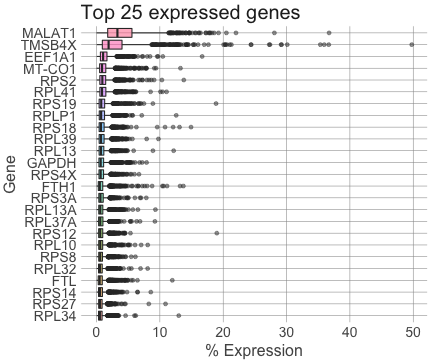 Top 25 expressed genes
Gene
MALAT1
TMSB4X
EEF1A1
MT-CO1
RPS2
RPL41
RPS19
RPLP1
RPS18
RPL39
RPL13
GAPDH
RPS4X
FTH1
RPS3A
RPL13A
RPL37A
RPS12
RPL10
RPS8
RPL32
FTL
RPS14
RPS27
RPL34
0 10 20 30 40 50
% Expression